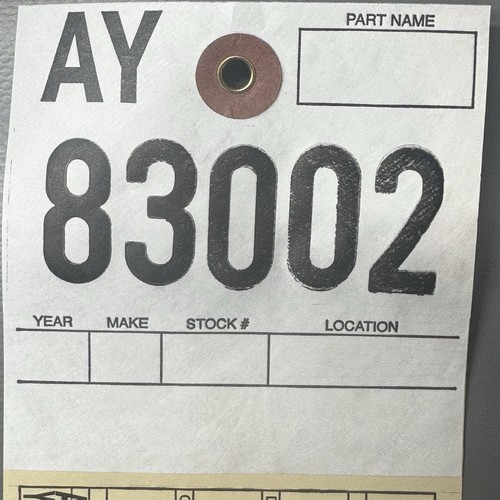 AY
PART NAME
83002
YEAR MAKE STOCK # LOCATION